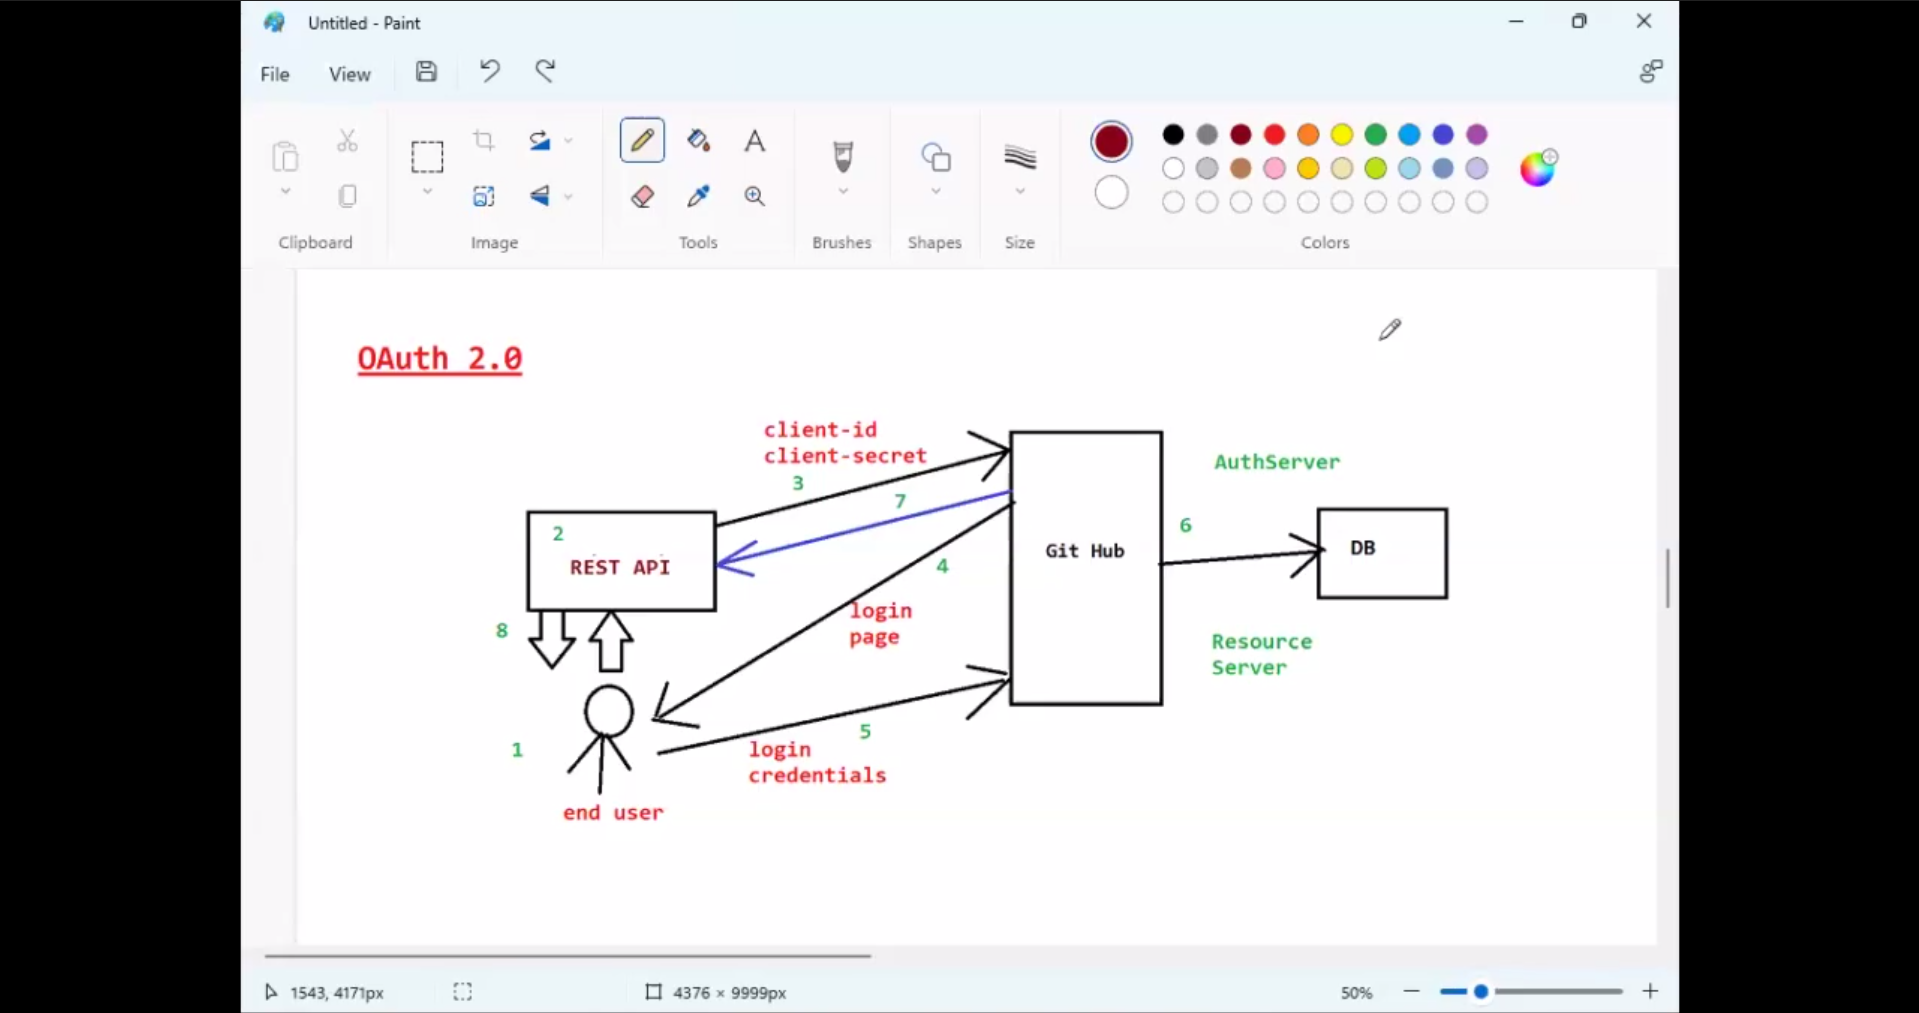 Untitled - Paint
File View
Clipboard Image Tools Brushes Shapes Size Colors
OAuth 2.0
client-id
client-secret
3
7
AuthServer
2
REST API
6
Git Hub
DB
4
login
page
8
Resource
Server
5
1
login
credentials
end user
1543, 4171px
4376 × 9999px
50%